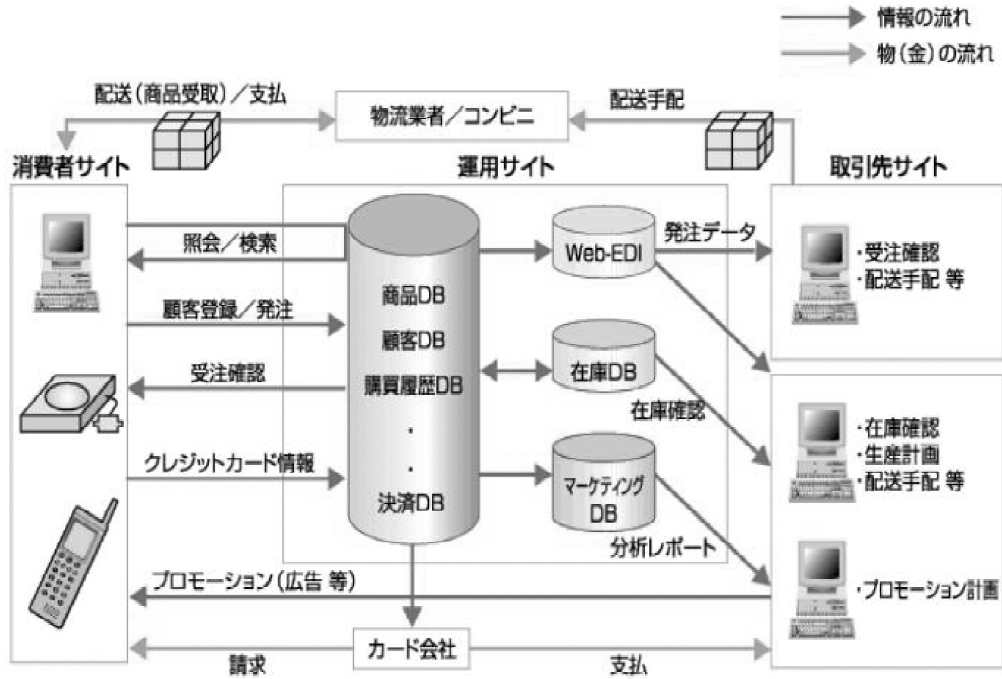 情報の流れ
物(金)の流れ
配送(商品受取)/支払
物流業者/コンビニ
配送手配
消費者サイト
運用サイト
取引先サイト
照会/検索
顧客登録/発注
受注確認
クレジットカード情報
商品DB
顧客DB
購買履歴DB
・
・
決済DB
Web-EDI
発注データ
在庫DB
在庫確認
マーケティング
DB
分析レポート
・受注確認
・配送手配 等
・在庫確認
・生産計画
・配送手配 等
・プロモーション計画
プロモーション(広告 等)
カード会社
請求
支払